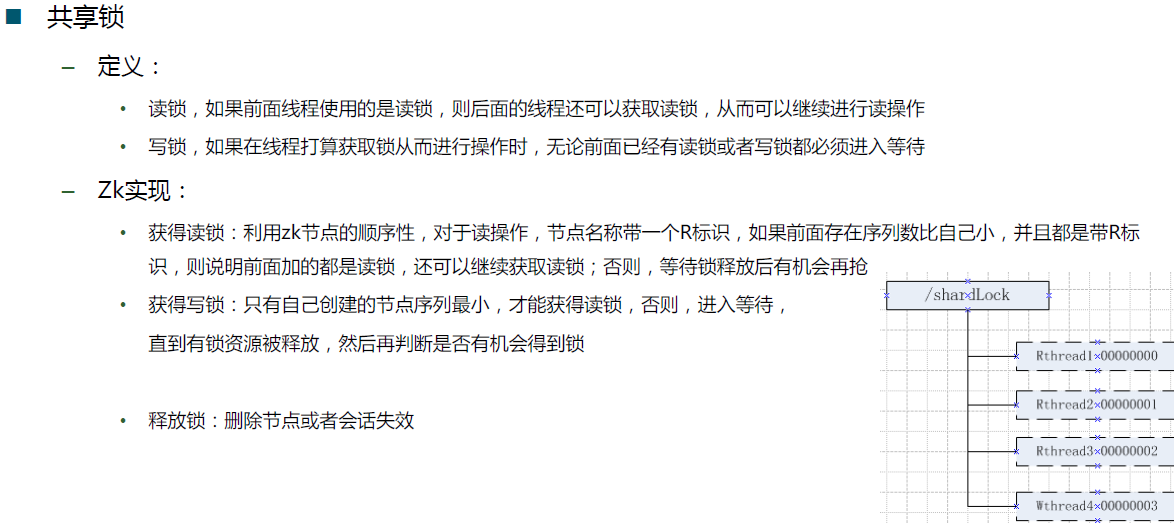 共享锁
– 定义：
• 读锁，如果前面线程使用的是读锁，则后面的线程还可以获取读锁，从而可以继续进行读操作
• 写锁，如果在线程打算获取锁从而进行操作时，无论前面已经有读锁或者写锁都必须进入等待
– Zk实现：
• 获得读锁：利用zk节点的顺序性，对于读操作，节点名称带一个R标识，如果前面存在序列数比自己小，并且都是带R标
识，则说明前面加的都是读锁，还可以继续获取读锁；否则，等待锁释放后有机会再抢
• 获得写锁：只有自己创建的节点序列最小，才能获得读锁，否则，进入等待，
直到有锁资源被释放，然后再判断是否有机会得到锁
• 释放锁：删除节点或者会话失效
/shardLock
Rthread1-00000000
Rthread2-00000001
Rthread3-00000002
Wthread4-00000003